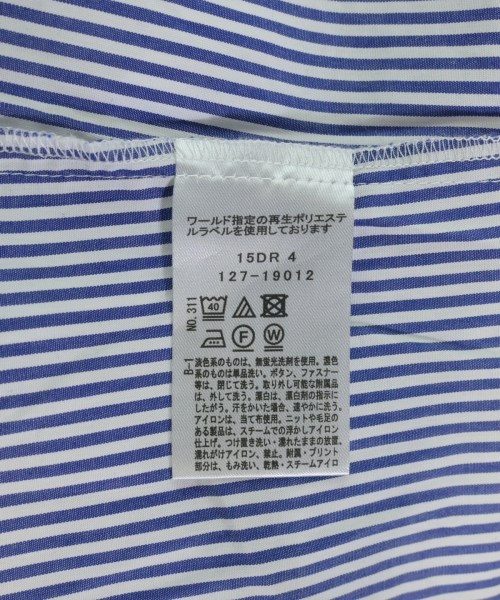 ワールド指定の再生ポリエステ
ルラベルを使用しております
15DR 4
127-19012
NO.311
40
F
W
B-1
淡色系のものは、無蛍光洗剤を使用。濃色
系のものは単品洗い。ボタン、ファスナー
等は、閉じて洗う。取り外し可能な附属品
は、外して洗う。漂白は、漂白剤の指示に
したがう。汗をかいた場合、速やかに洗う。
アイロンは、当て布使用。ニットや毛足の
ある製品は、スチームでの浮かしアイロン
仕上げ。つけ置き洗い・濡れたままの放置、
濡れがけアイロン、禁止。附属・プリント
部分は、もみ洗い、乾熱・スチームアイロ